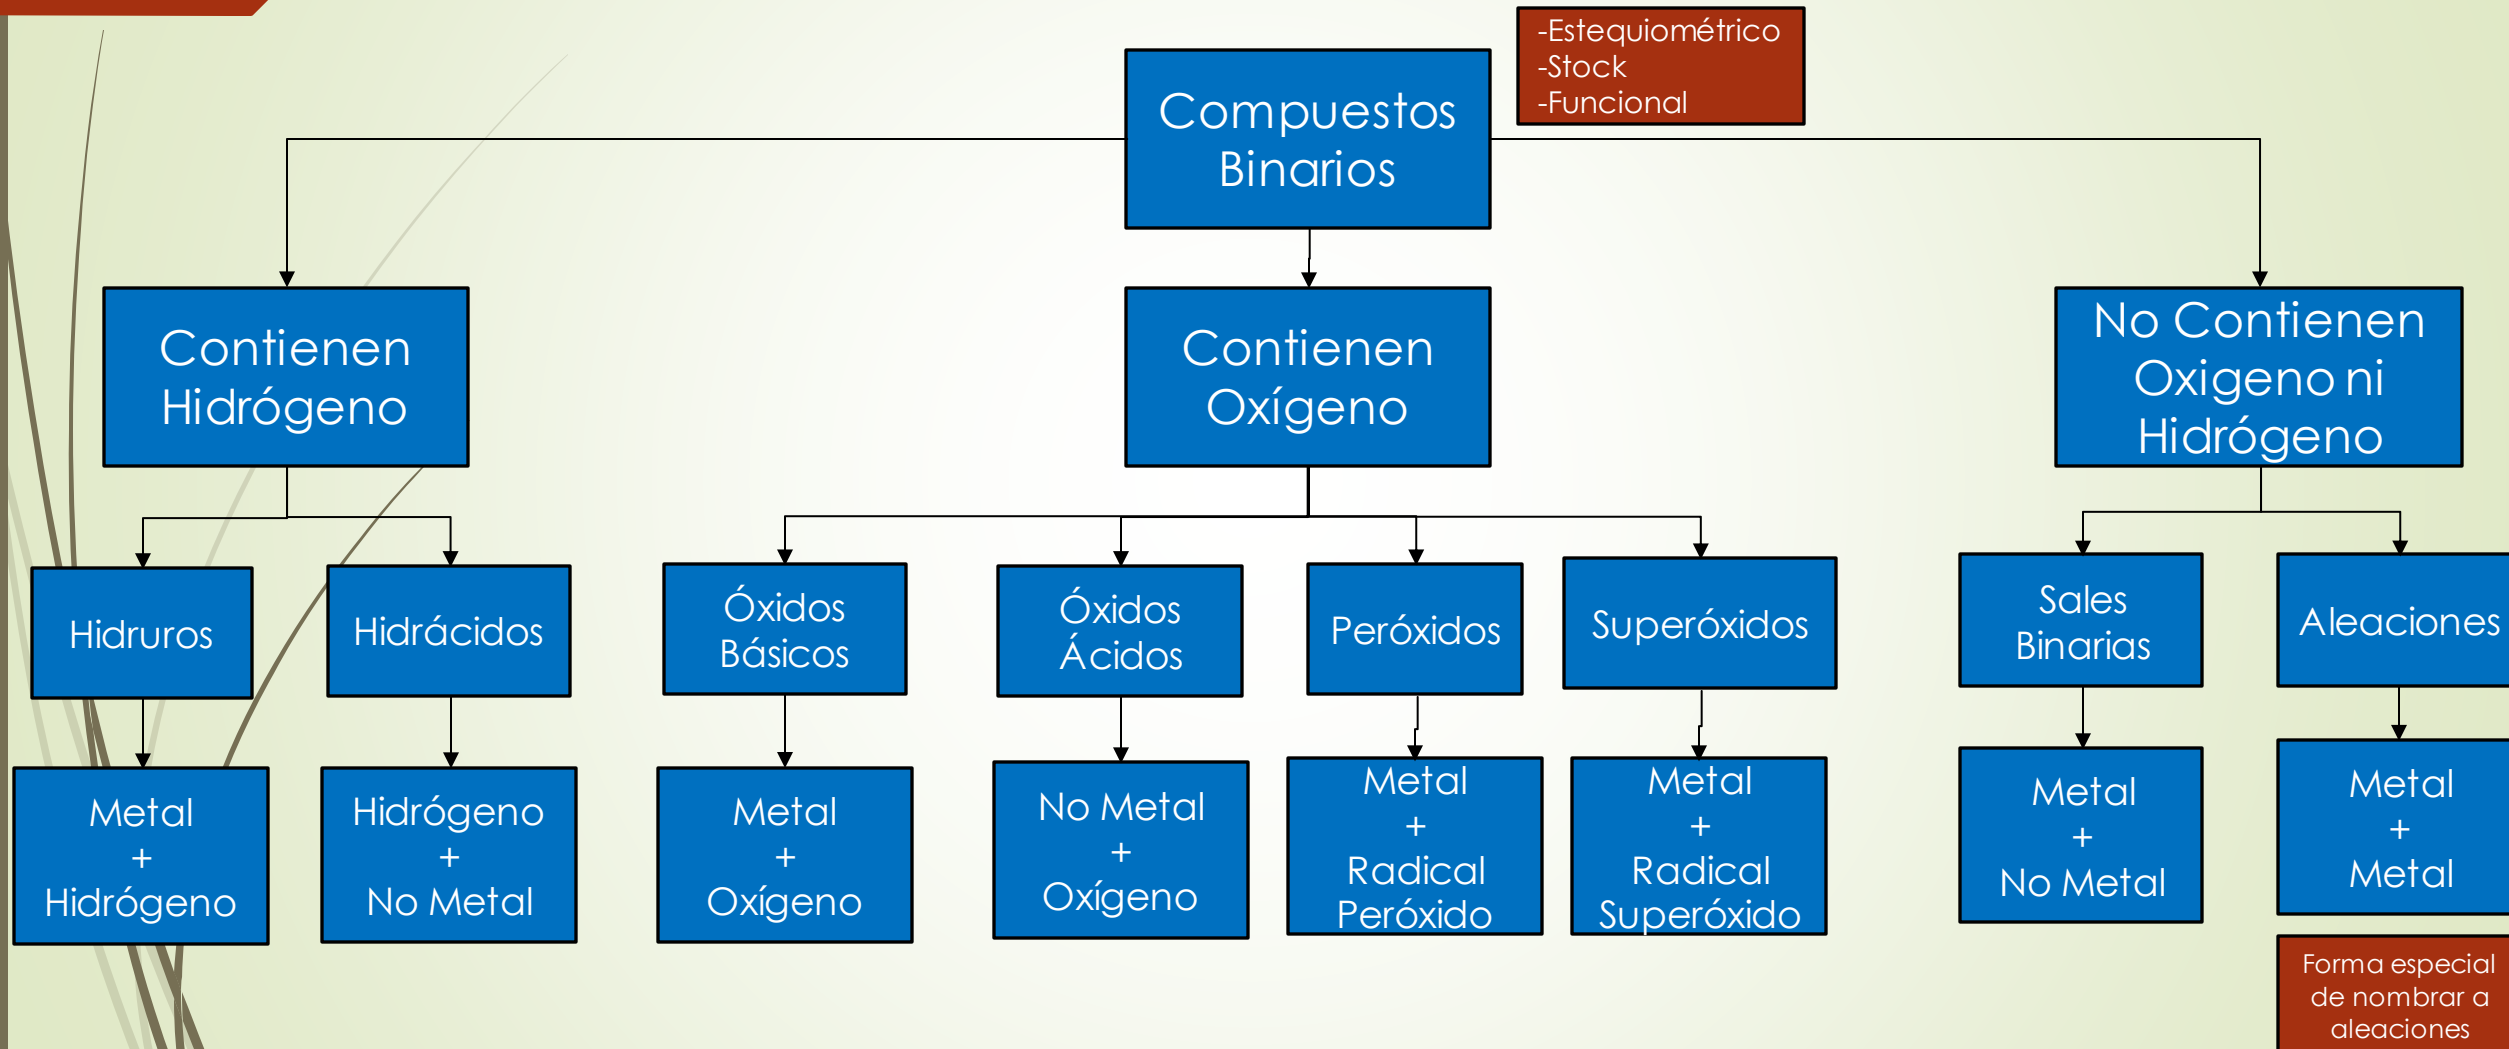 -Estequiométrico
-Stock
-Funcional
Compuestos
Binarios
Contienen
Hidrógeno
Contienen
Oxígeno
No Contienen
Oxigeno ni
Hidrógeno
Hidruros
Hidrácidos
Óxidos
Básicos
Óxidos
Ácidos
Peróxidos
Superóxidos
Sales
Binarias
Aleaciones
Metal
+
Hidrógeno
Hidrógeno
+
No Metal
Metal
+
Oxígeno
No Metal
+
Oxígeno
Metal
+
Radical
Peróxido
Metal
+
Radical
Superóxido
Metal
+
No Metal
Metal
+
Metal
Forma especial
de nombrar a
aleaciones